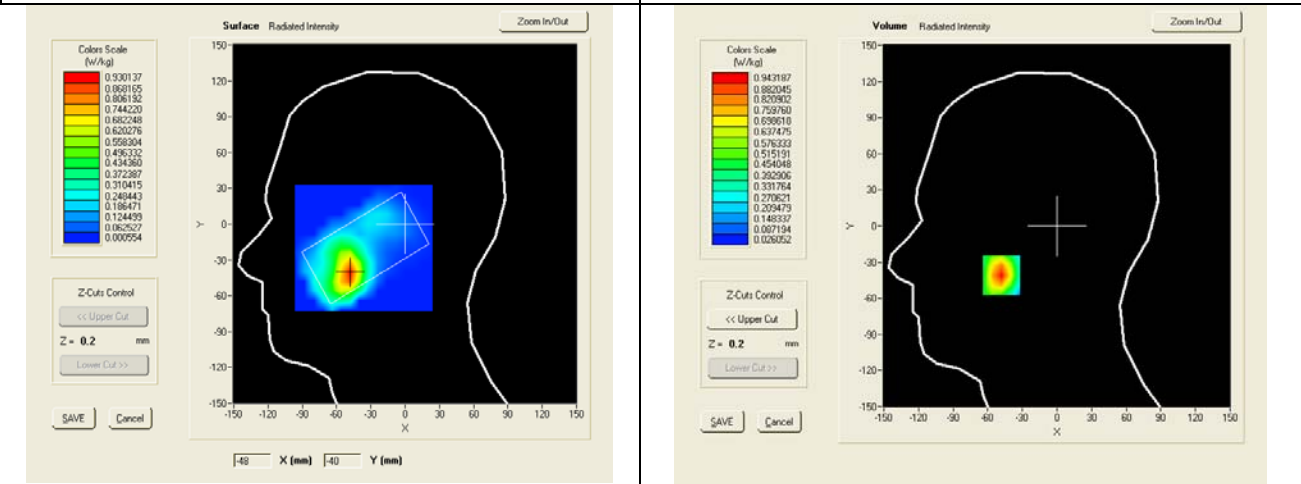 Surface Radiated Intensity
Zoom In/Out
Colors Scale
(W/kg)
0.930137
0.868165
0.806192
0.744220
0.682248
0.620276
0.558304
0.496332
0.434360
0.372387
0.310415
0.248443
0.186471
0.124499
0.062527
0.000554
Z-Cuts Control
<< Upper Cut
Z = 0.2 mm
Lower Cut >>
SAVE Cancel
150
120
90
60
30
0
-30
-60
-90
-120
-150
Y
-150 -120 -90 -60 -30 0 30 60 90 120 150
X
-48 X (mm) -40 Y (mm)
Volume Radiated Intensity
Zoom In/Out
Colors Scale
(W/kg)
0.943187
0.882045
0.820902
0.759760
0.698618
0.637475
0.576333
0.515191
0.454048
0.392906
0.331764
0.270621
0.209479
0.148337
0.087194
0.026052
Z-Cuts Control
<< Upper Cut
Z = 0.2 mm
Lower Cut >>
SAVE Cancel
150
120
90
60
30
0
-30
-60
-90
-120
-150
Y
-150 -120 -90 -60 -30 0 30 60 90 120 150
X